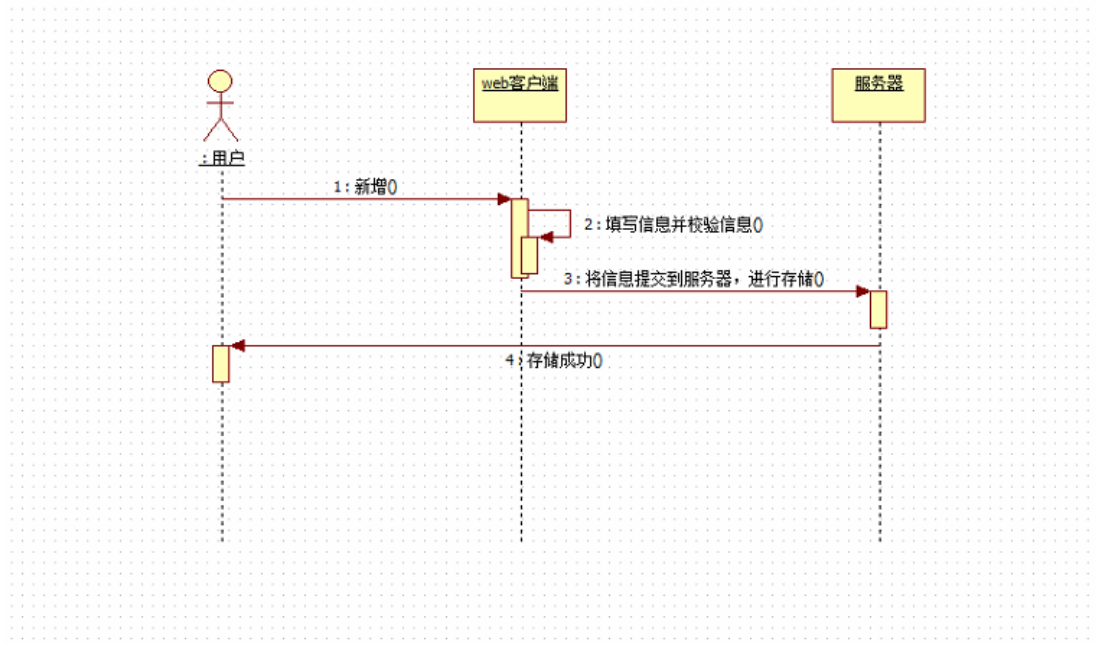 web客户端
服务器
:用户
1:新增()
2:填写信息并校验信息()
3:将信息提交到服务器，进行存储()
4:存储成功()